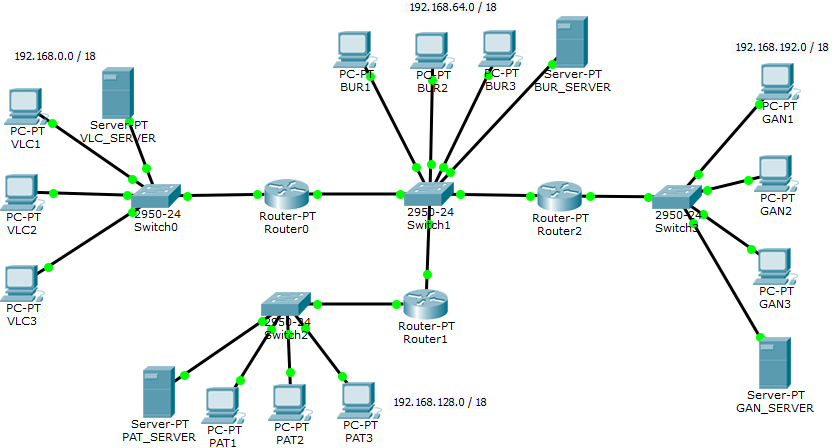 192.168.64.0 / 18
192.168.192.0 / 18
192.168.0.0 / 18
PC-PT
BUR1
PC-PT
BUR2
PC-PT
BUR3
Server-PT
BUR_SERVER
PC-PT
GAN1
PC-PT
VLC1
Server-PT
VLC_SERVER
PC-PT
VLC2
2950-24
Switch0
Router-PT
Router0
2950-24
Switch1
Router-PT
Router2
2950-24
Switch3
PC-PT
GAN2
PC-PT
VLC3
2950-24
Switch2
Router-PT
Router1
PC-PT
GAN3
Server-PT
PAT_SERVER
PC-PT
PAT1
PC-PT
PAT2
PC-PT
PAT3
192.168.128.0 / 18
Server-PT
GAN_SERVER